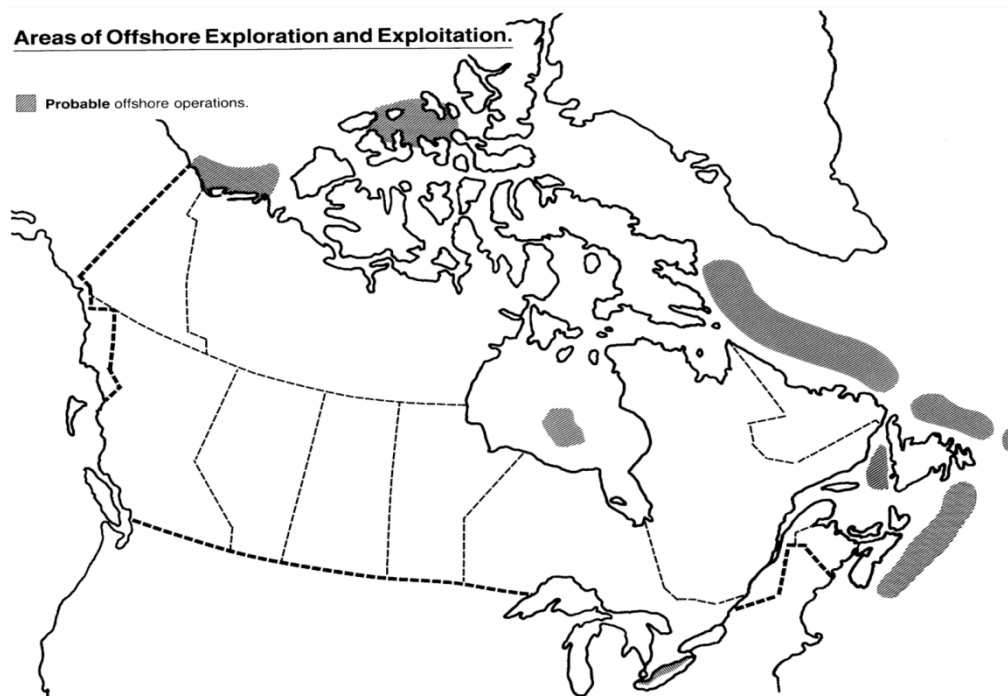 Areas of Offshore Exploration and Exploitation.
Probable offshore operations.